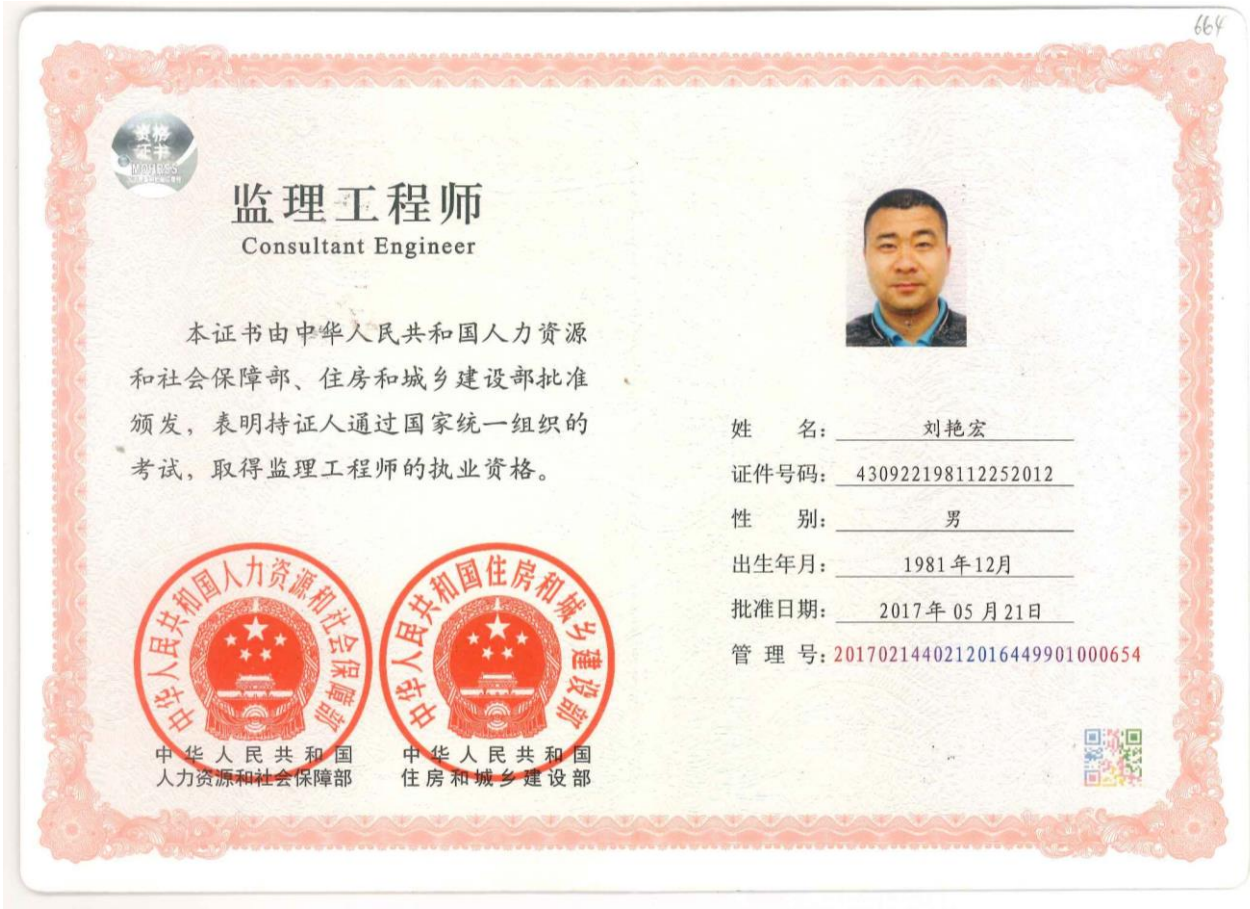 664
资格
证书
MOHRSS
监理工程师
Consultant Engineer
本证书由中华人民共和国人力资源
和社会保障部、住房和城乡建设部批准
颁发，表明持证人通过国家统一组织的
考试，取得监理工程师的执业资格。
中华人民共和国人力资源和社会保障部
中华人民共和国住房和城乡建设部
中华人民共和国
人力资源和社会保障部
中华人民共和国
住房和城乡建设部
姓名：刘艳宏
证件号码：430922198112252012
性别：男
出生年月：1981年12月
批准日期：2017年05月21日
管理号：2017021440212016449901000654